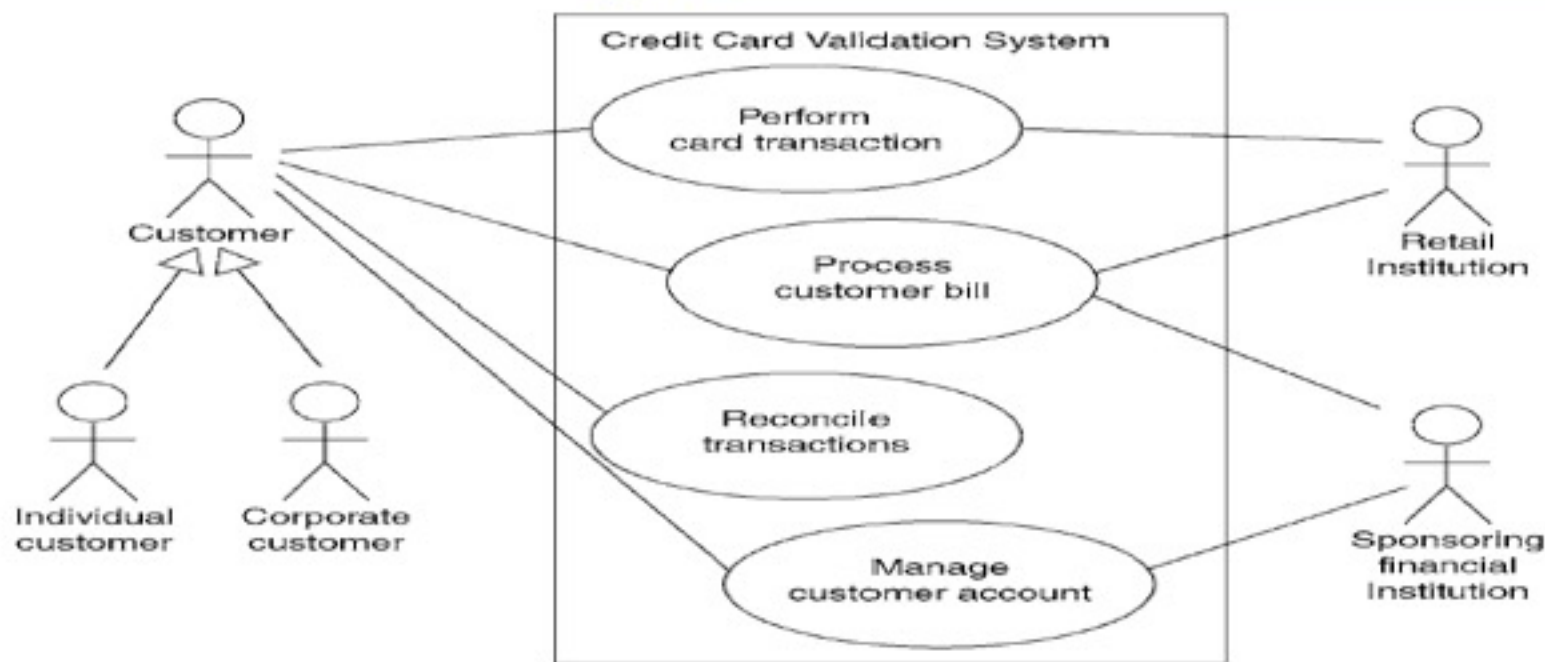 Credit Card Validation System
Perform
card transaction
Customer
Process
customer bill
Retail
Institution
Reconcile
transactions
Individual
customer
Corporate
customer
Manage
customer account
Sponsoring
financial
Institution